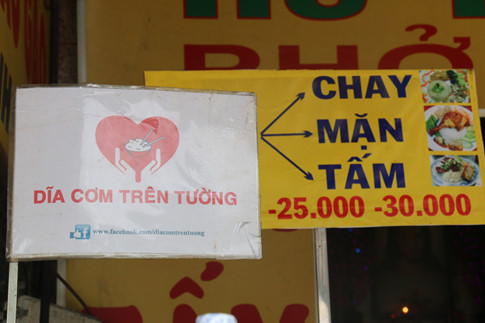 PHỞ
CHAY
MẶN
TẤM
-25.000 -30.000
DĨA CƠM TRÊN TƯỜNG
www.facebook.com/diacomtrentuong